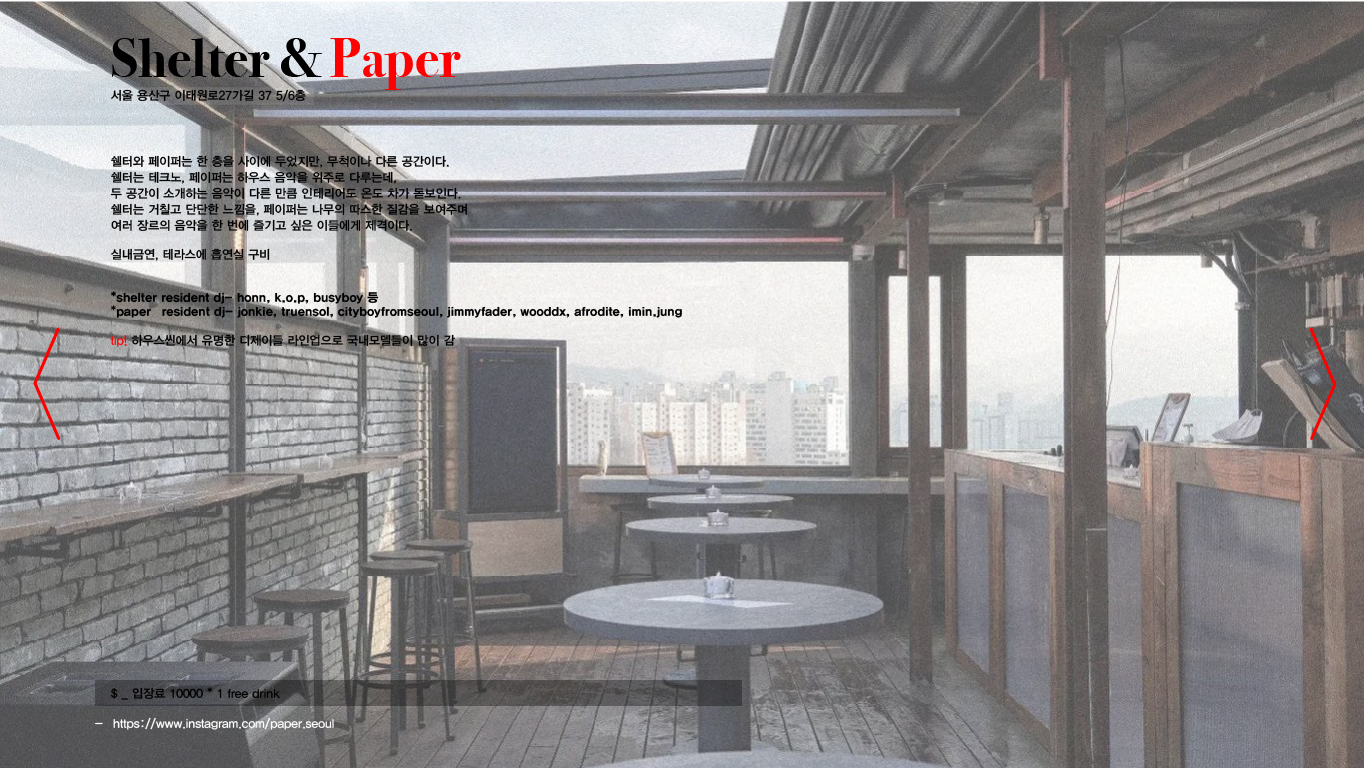 Shelter & Paper
서울 용산구 이태원로27가길 37 5/6층
쉘터와 페이퍼는 한 층을 사이에 두었지만, 무척이나 다른 공간이다.
쉘터는 테크노, 페이퍼는 하우스 음악을 위주로 다루는데,
두 공간이 소개하는 음악이 다른 만큼 인테리어도 온도 차가 돋보인다.
쉘터는 거칠고 단단한 느낌을, 페이퍼는 나무의 따스한 질감을 보여주며
여러 장르의 음악을 한 번에 즐기고 싶은 이들에게 제격이다.
실내금연, 테라스에 흡연실 구비
*shelter resident dj- honn, k.o.p, busyboy 등
*paper resident dj- jonkie, truensol, cityboyfromseoul, jimmyfader, wooddx, afrodite, imin.jung
tip! 하우스씬에서 유명한 디제이들 라인업으로 국내모델들이 많이 감
$ _ 입장료 10000 * 1 free drink
- https://www.instagram.com/paper.seoul